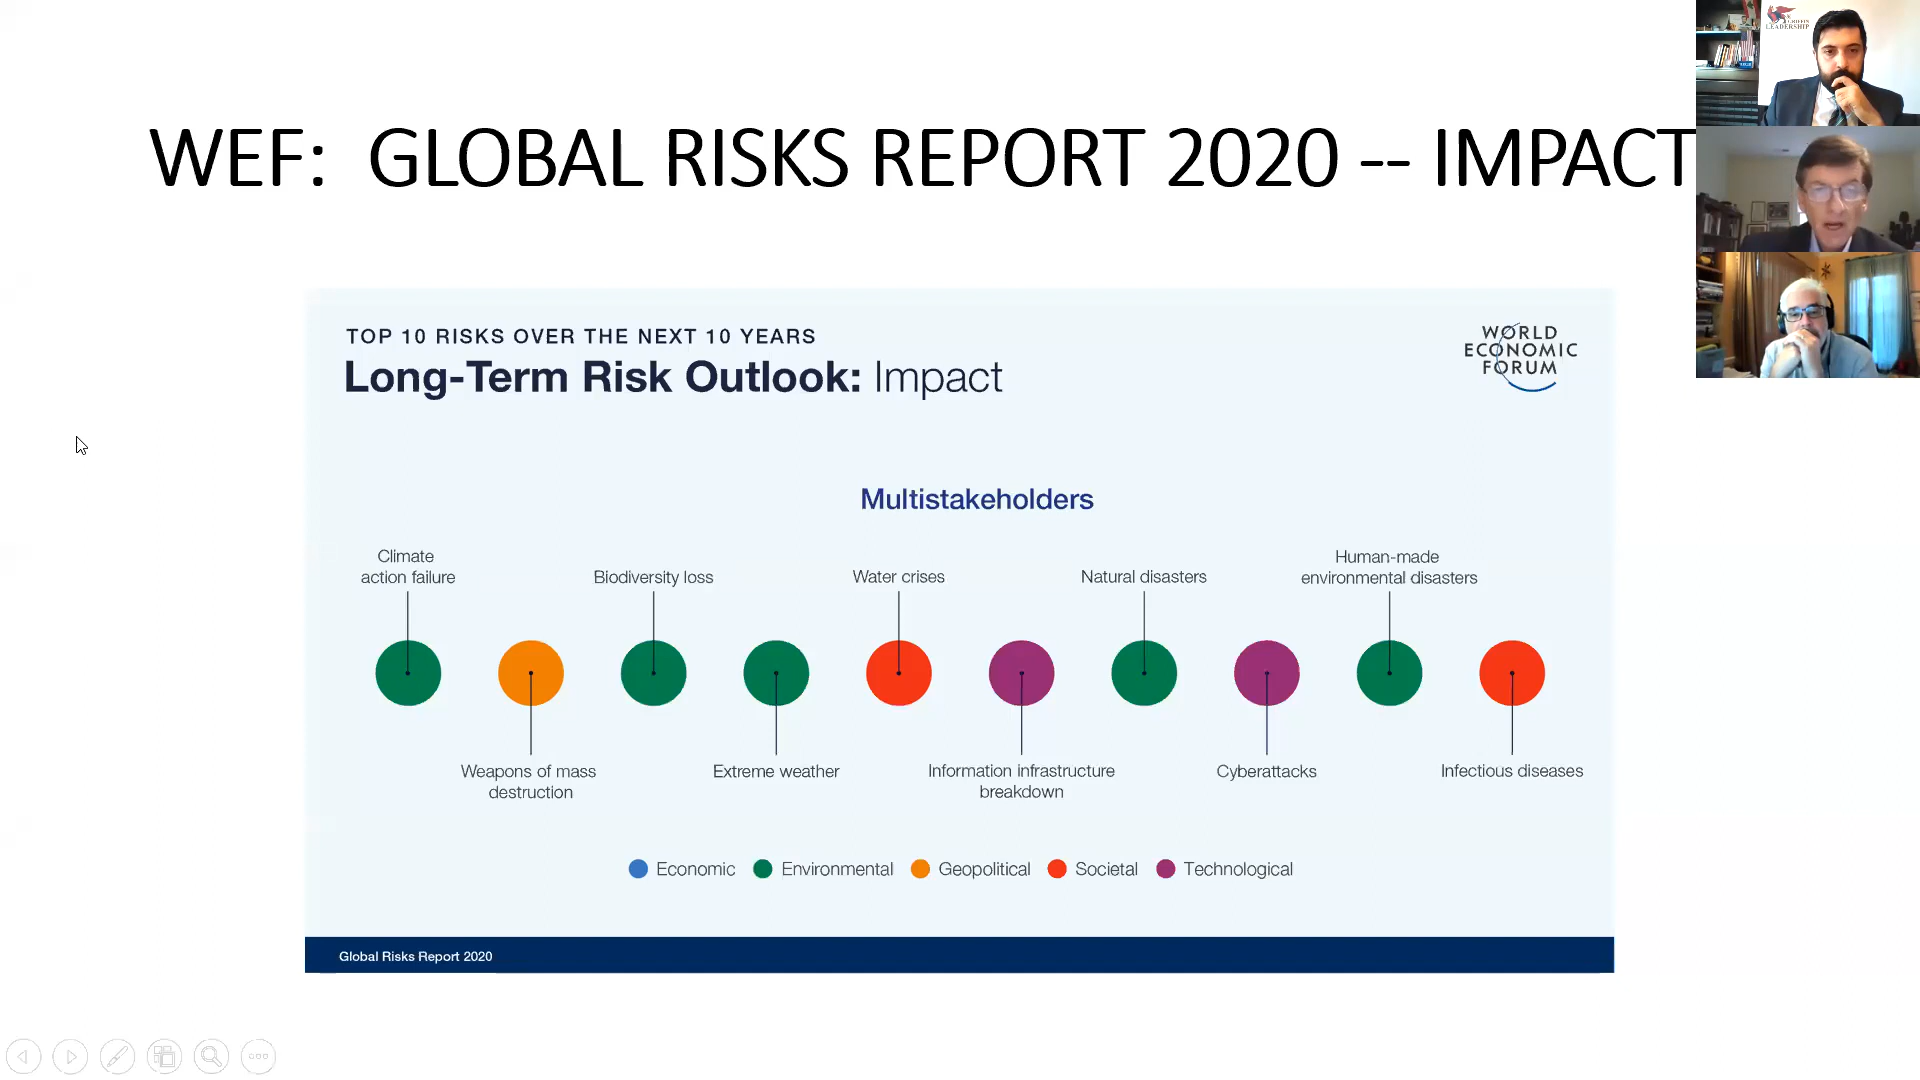 WEF:  GLOBAL RISKS REPORT 2020 -- IMPACT
TOP 10 RISKS OVER THE NEXT 10 YEARS
Long-Term Risk Outlook: Impact
WORLD
ECONOMIC
FORUM
Multistakeholders
Climate
action failure
Biodiversity loss
Water crises
Natural disasters
Human-made
environmental disasters
Weapons of mass
destruction
Extreme weather
Information infrastructure
breakdown
Cyberattacks
Infectious diseases
Economic
Environmental
Geopolitical
Societal
Technological
Global Risks Report 2020
LEADERSHIP